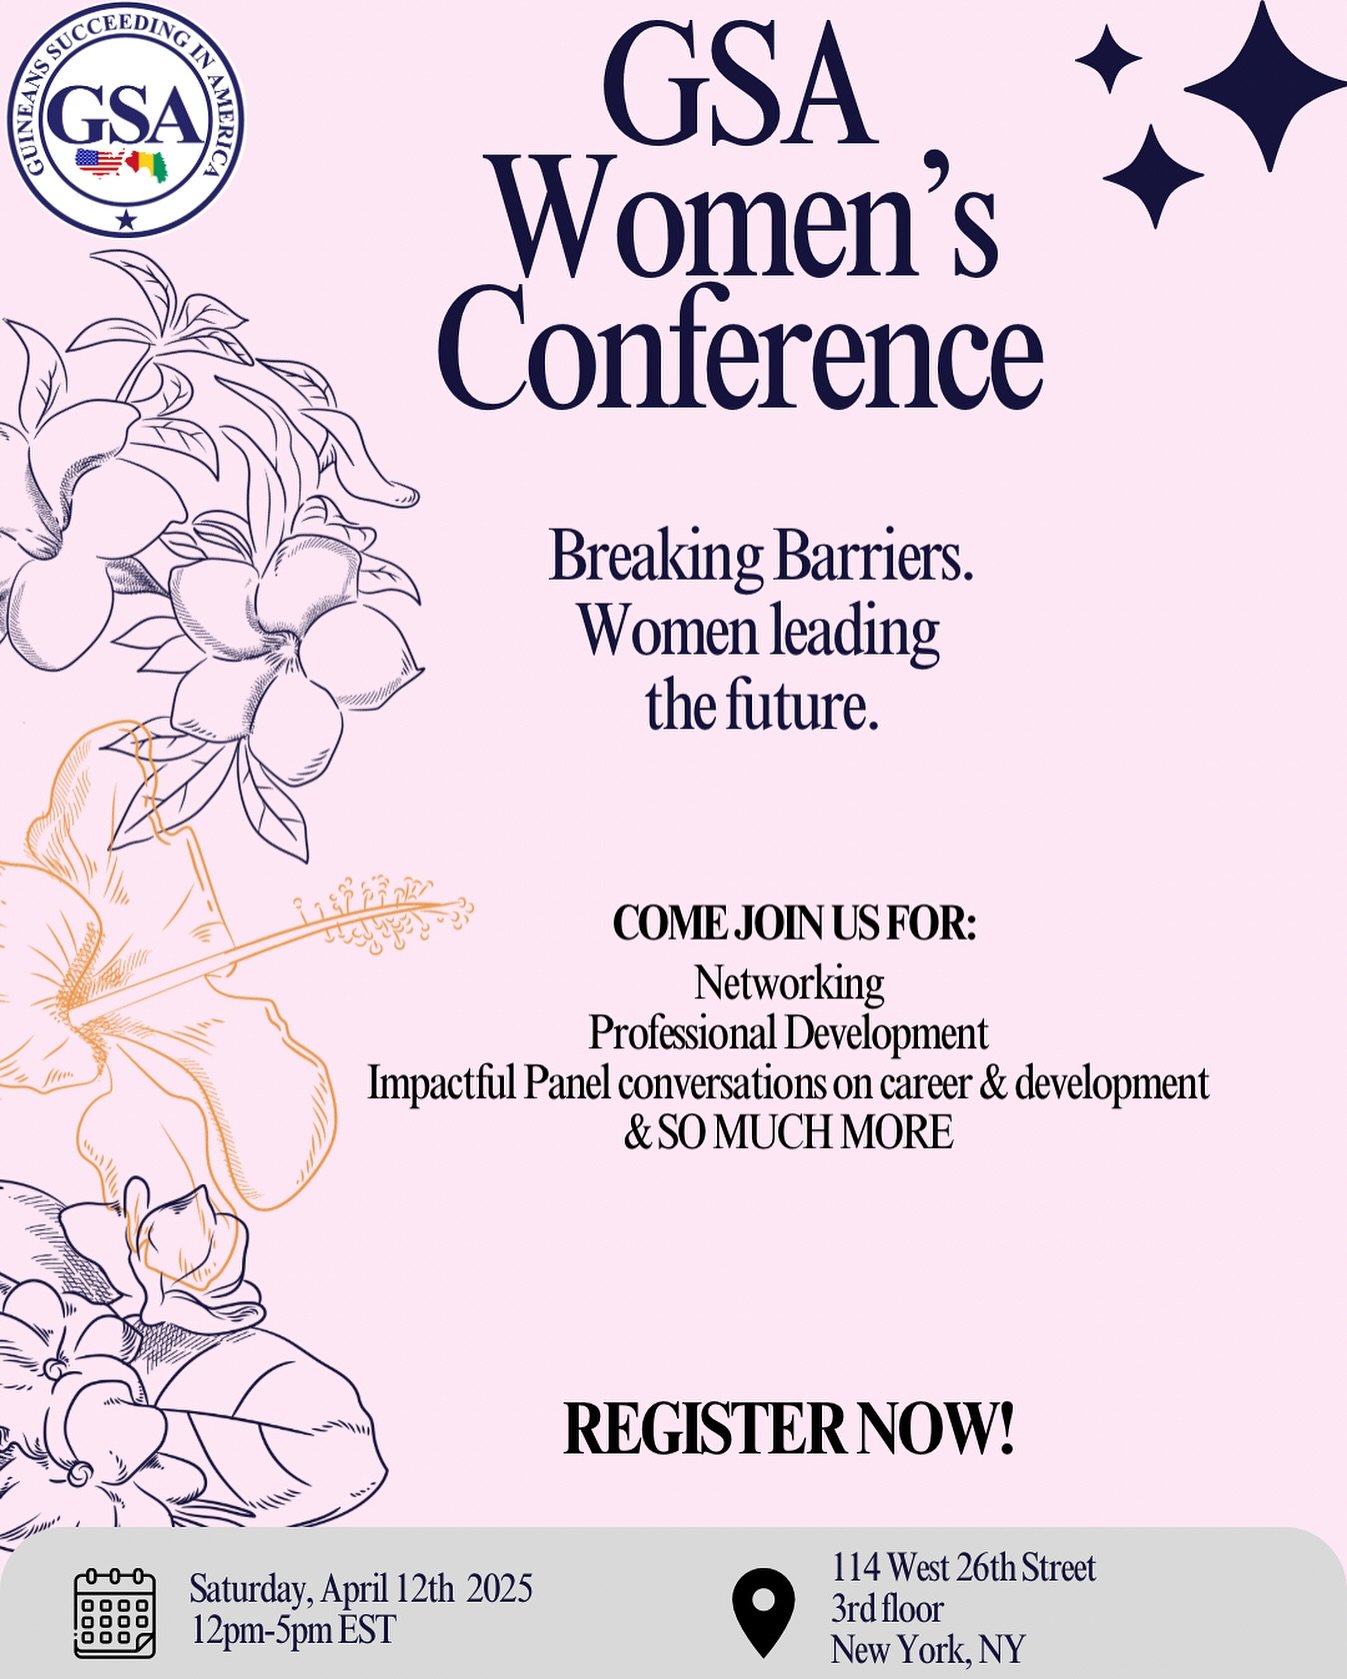 GUINEANS SUCCEEDING IN AMERICA
GSA
GSA
Women’s
Conference
Breaking Barriers.
Women leading
the future.
COME JOIN US FOR:
Networking
Professional Development
Impactful Panel conversations on career & development
& SO MUCH MORE
REGISTER NOW!
Saturday, April 12th 2025
12pm-5pm EST
114 West 26th Street
3rd floor
New York, NY